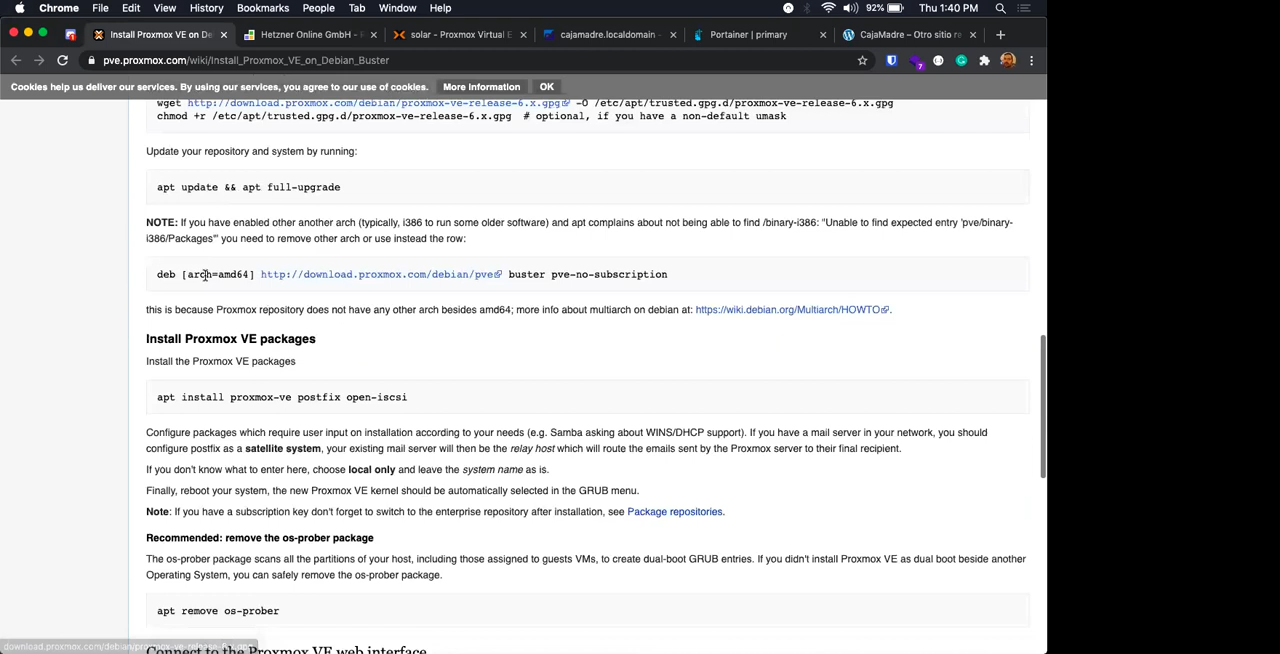 Chrome File Edit View History Bookmarks People Tab Window Help 92% Thu 1:40 PM
Install Proxmox VE on De Hetzner Online GmbH - solar - Proxmox Virtual E cajamadre.localdomain - Portainer | primary CajaMadre – Otro sitio re
pve.proxmox.com/wiki/Install_Proxmox_VE_on_Debian_Buster 7
Cookies help us deliver our services. By using our services, you agree to our use of cookies. More information OK
wget http://download.proxmox.com/debian/proxmox-ve-release-6.x.gpg -O /etc/apt/trusted.gpg.d/proxmox-ve-release-6.x.gpg
chmod +r /etc/apt/trusted.gpg.d/proxmox-ve-release-6.x.gpg # optional, if you have a non-default umask
Update your repository and system by running:
apt update && apt full-upgrade
NOTE: If you have enabled other another arch (typically, i386 to run some older software) and apt complains about not being able to find /binary-i386: "Unable to find expected entry 'pve/binary-
i386/Packages'" you need to remove other arch or use instead the row:
deb [arch=amd64] http://download.proxmox.com/debian/pve buster pve-no-subscription
this is because Proxmox repository does not have any other arch besides amd64; more info about multiarch on debian at: https://wiki.debian.org/Multiarch/HOWTO.
Install Proxmox VE packages
Install the Proxmox VE packages
apt install proxmox-ve postfix open-iscsi
Configure packages which require user input on installation according to your needs (e.g. Samba asking about WINS/DHCP support). If you have a mail server in your network, you should
configure postfix as a satellite system, your existing mail server will then be the relay host which will route the emails sent by the Proxmox server to their final recipient.
If you don't know what to enter here, choose local only and leave the system name as is.
Finally, reboot your system, the new Proxmox VE kernel should be automatically selected in the GRUB menu.
Note: If you have a subscription key don't forget to switch to the enterprise repository after installation, see Package repositories.
Recommended: remove the os-prober package
The os-prober package scans all the partitions of your host, including those assigned to guests VMs, to create dual-boot GRUB entries. If you didn't install Proxmox VE as dual boot beside another
Operating System, you can safely remove the os-prober package.
apt remove os-prober
Connect to the Proxmox VE web interface